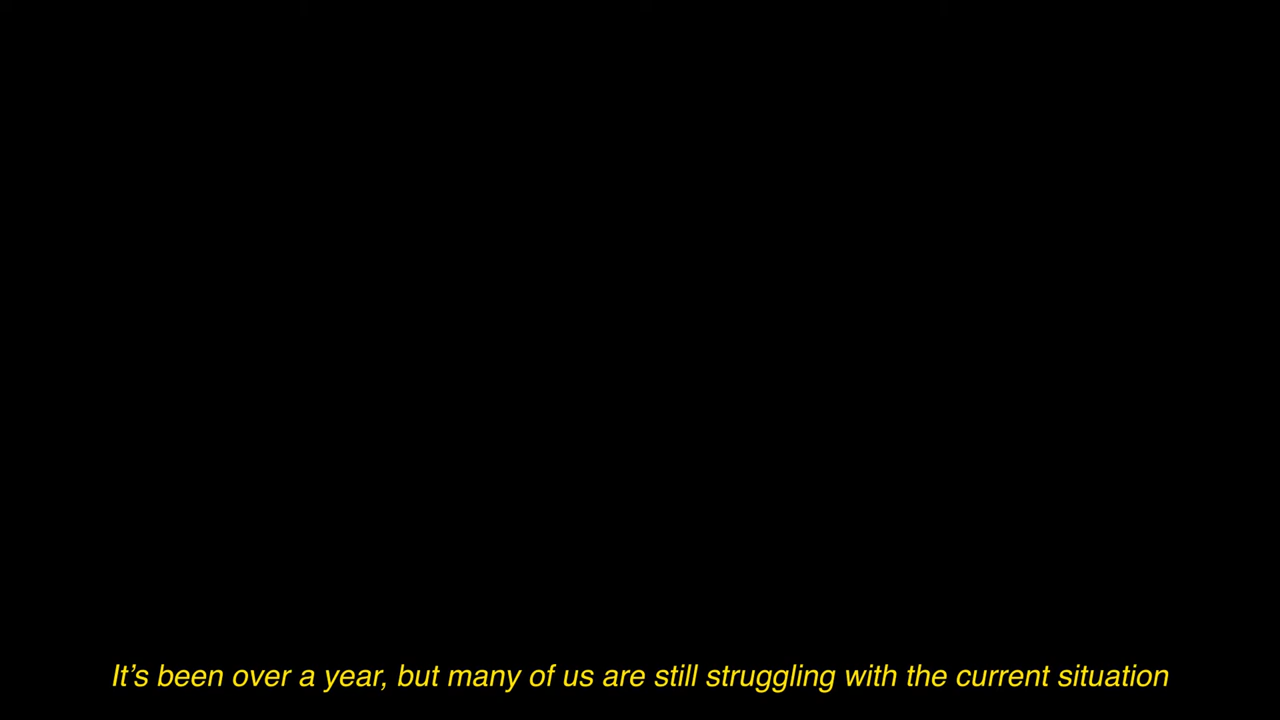 It’s been over a year, but many of us are still struggling with the current situation